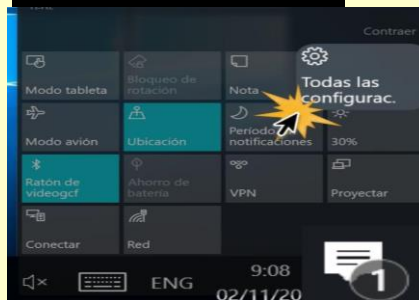 Contraer
Modo tableta
Bloqueo de
rotación
Nota
Todas las
configurac.
Modo avión
Ubicación
Período
notificaciones
30%
Ratón de
videogcf
Ahorro de
batería
VPN
Proyectar
Conectar
Red
ENG
9:08
02/11/20
1